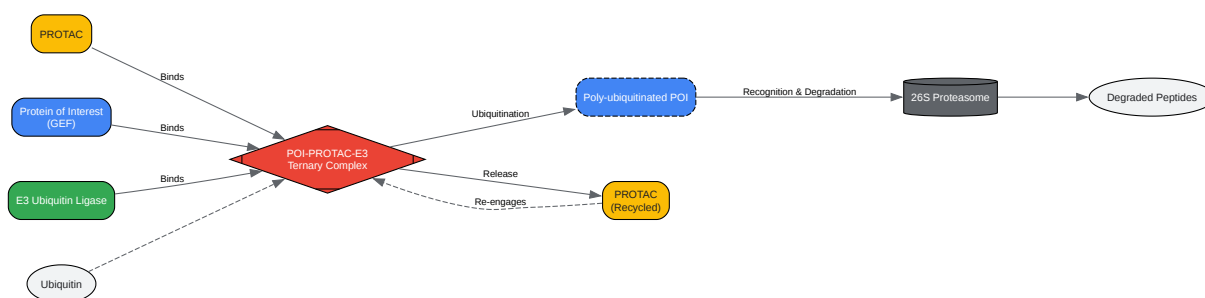 PROTAC
Binds
Protein of Interest
(GEF)
Binds
E3 Ubiquitin Ligase
Binds
Ubiquitin
POI-PROTAC-E3
Ternary Complex
Ubiquitination
Poly-ubiquitinated POI
Recognition & Degradation
26S Proteasome
Degraded Peptides
Release
Re-engages
PROTAC
(Recycled)